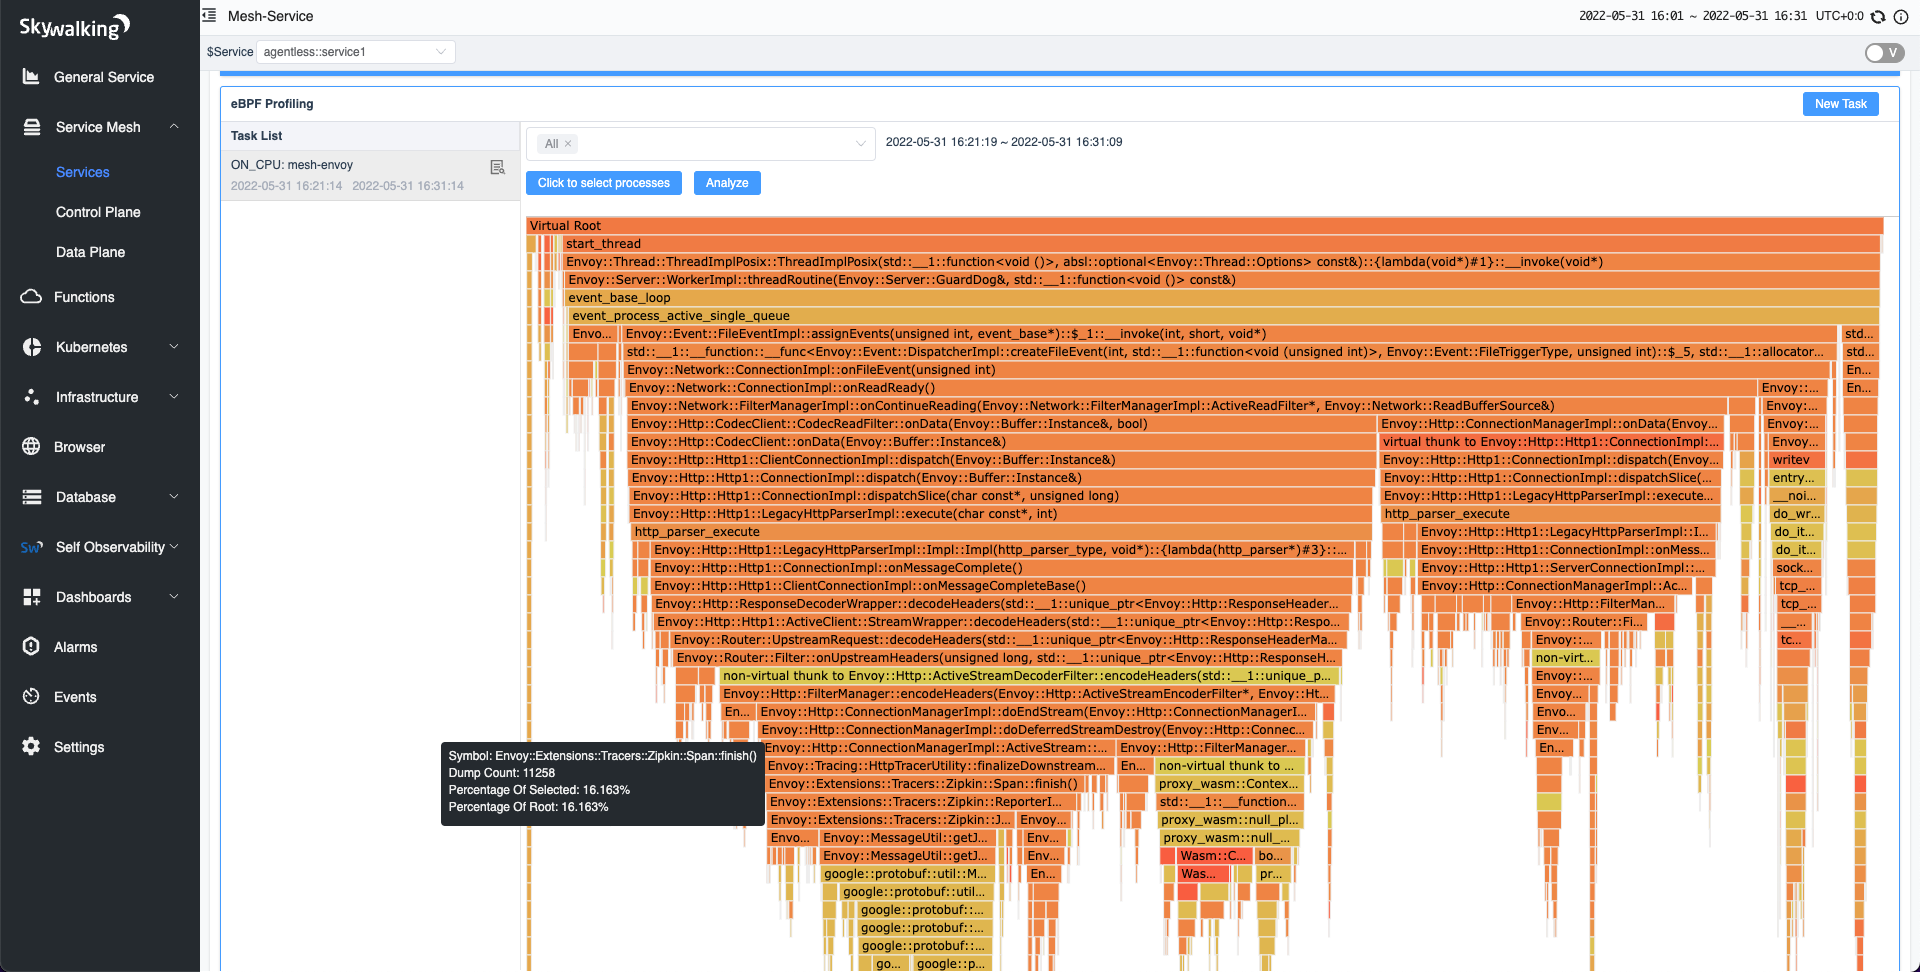 Skywalking
General Service
Service Mesh
Services
Control Plane
Data Plane
Functions
Kubernetes
Infrastructure
Browser
Database
Sw Self Observability
Dashboards
Alarms
Events
Settings
Mesh-Service
2022-05-31 16:01 ~ 2022-05-31 16:31 UTC+0:0
$Service agentless::service1
V
eBPF Profiling
New Task
Task List
ON_CPU: mesh-envoy
2022-05-31 16:21:14 2022-05-31 16:31:14
All ×
2022-05-31 16:21:19 ~ 2022-05-31 16:31:09
Click to select processes
Analyze
Virtual Root
start_thread
Envoy::Thread::ThreadImplPosix::ThreadImplPosix(std::__1::function<void ()>, absl::optional<Envoy::Thread::Options> const&)::{lambda(void*)#1}::__invoke(void*)
Envoy::Server::WorkerImpl::threadRoutine(Envoy::Server::GuardDog&, std::__1::function<void ()> const&)
event_base_loop
event_process_active_single_queue
Envo... Envoy::Event::FileEventImpl::assignEvents(unsigned int, event_base*)::$_1::__invoke(int, short, void*) std...
std::__1::__function::__func<Envoy::Event::DispatcherImpl::createFileEvent(int, std::__1::function<void (unsigned int)>, Envoy::Event::FileTriggerType, unsigned int)::$_5, std::__1::allocator... std...
Envoy::Network::ConnectionImpl::onFileEvent(unsigned int) En...
Envoy::Network::ConnectionImpl::onReadReady() Envoy::... En...
Envoy::Network::FilterManagerImpl::onContinueReading(Envoy::Network::FilterManagerImpl::ActiveReadFilter*, Envoy::Network::ReadBufferSource&) Envoy:...
Envoy::Http::CodecClient::CodecReadFilter::onData(Envoy::Buffer::Instance&, bool) Envoy::Http::ConnectionManagerImpl::onData(Envoy... Envoy:...
Envoy::Http::CodecClient::onData(Envoy::Buffer::Instance&) virtual thunk to Envoy::Http::Http1::ConnectionImpl:... Envoy...
Envoy::Http::Http1::ClientConnectionImpl::dispatch(Envoy::Buffer::Instance&) Envoy::Http::Http1::ConnectionImpl::dispatch(Envoy... writev
Envoy::Http::Http1::ConnectionImpl::dispatch(Envoy::Buffer::Instance&) Envoy::Http::Http1::ConnectionImpl::dispatchSlice(... entry...
Envoy::Http::Http1::ConnectionImpl::dispatchSlice(char const*, unsigned long) Envoy::Http::Http1::LegacyHttpParserImpl::execute... __noi...
Envoy::Http::Http1::LegacyHttpParserImpl::execute(char const*, int) http_parser_execute do_wr...
http_parser_execute Envoy::Http::Http1::LegacyHttpParserImpl::I... do_it...
Envoy::Http::Http1::LegacyHttpParserImpl::Impl::Impl(http_parser_type, void*)::{lambda(http_parser*)#3}::... Envoy::Http::Http1::ConnectionImpl::onMess... do_it...
Envoy::Http::Http1::ConnectionImpl::onMessageComplete() Envoy::Http::Http1::ServerConnectionImpl::... sock...
Envoy::Http::Http1::ClientConnectionImpl::onMessageCompleteBase() Envoy::Http::ConnectionManagerImpl::Ac... tcp_...
Envoy::Http::ResponseDecoderWrapper::decodeHeaders(std::__1::unique_ptr<Envoy::Http::ResponseHeader... Envoy::Http::FilterMan... tcp_...
Envoy::Http::Http1::ActiveClient::StreamWrapper::decodeHeaders(std::__1::unique_ptr<Envoy::Http::Respo... Envoy::Router::Fi... __...
Envoy::Router::UpstreamRequest::decodeHeaders(std::__1::unique_ptr<Envoy::Http::ResponseHeaderMa... Envoy::... tc...
Envoy::Router::Filter::onUpstreamHeaders(unsigned long, std::__1::unique_ptr<Envoy::Http::ResponseH... non-virt...
non-virtual thunk to Envoy::Http::ActiveStreamDecoderFilter::encodeHeaders(std::__1::unique_p... Envoy::...
Envoy::Http::FilterManager::encodeHeaders(Envoy::Http::ActiveStreamEncoderFilter*, Envoy::Ht... Envoy...
En... Envoy::Http::ConnectionManagerImpl::doEndStream(Envoy::Http::ConnectionManagerI... Envo...
Envoy::Http::ConnectionManagerImpl::doDeferredStreamDestroy(Envoy::Http::Connec... Env...
Envoy::Http::ConnectionManagerImpl::ActiveStream::... Envoy::Http::FilterManager... En...
Envoy::Tracing::HttpTracerUtility::finalizeDownstream... En... non-virtual thunk to ...
Envoy::Extensions::Tracers::Zipkin::Span::finish() proxy_wasm::Contex...
Envoy::Extensions::Tracers::Zipkin::ReporterI... std::__1::__function...
Envoy::Extensions::Tracers::Zipkin::J... Envoy... proxy_wasm::null_pl...
Envo... Envoy::MessageUtil::getJ... Env... proxy_wasm::null_...
Envoy::MessageUtil::getJ... Env... Wasm::C... bo...
google::protobuf::util::M... En... Was... pr...
google::protobuf::util...
google::protobuf::...
google::protobuf::...
google::protobuf::...
go... google::p...
Symbol: Envoy::Extensions::Tracers::Zipkin::Span::finish()
Dump Count: 11258
Percentage Of Selected: 16.163%
Percentage Of Root: 16.163%